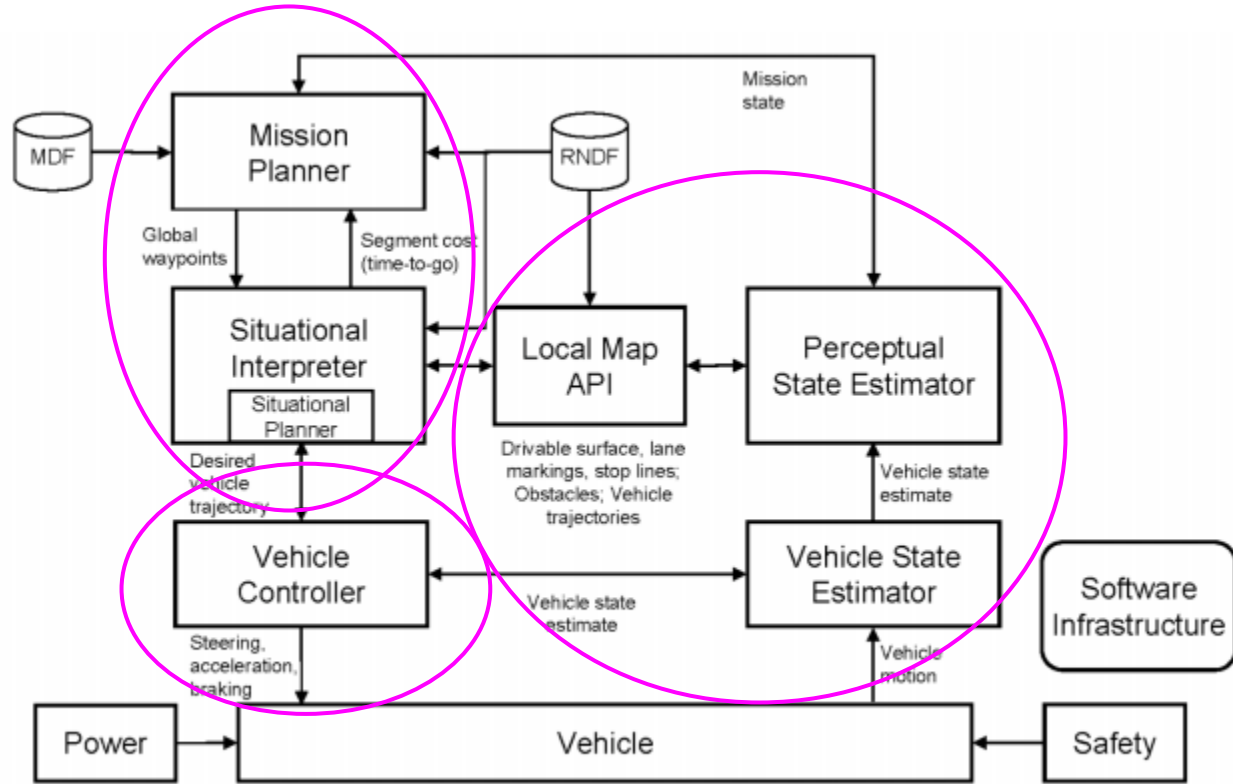 Mission
state
MDF
Mission
Planner
RNDF
Global
waypoints
Segment cost
(time-to-go)
Situational
Interpreter
Situational
Planner
Local Map
API
Perceptual
State Estimator
Desired
vehicle
trajectory
Drivable surface, lane
markings, stop lines;
Obstacles; Vehicle
trajectories
Vehicle state
estimate
Vehicle
Controller
Vehicle state
estimate
Vehicle State
Estimator
Software
Infrastructure
Steering,
acceleration,
braking
Vehicle
motion
Power
Vehicle
Safety